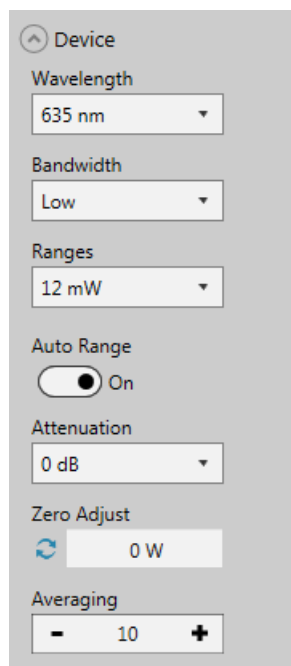 Device
Wavelength
635 nm
Bandwidth
Low
Ranges
12 mW
Auto Range
On
Attenuation
0 dB
Zero Adjust
0 W
Averaging
- 10 +